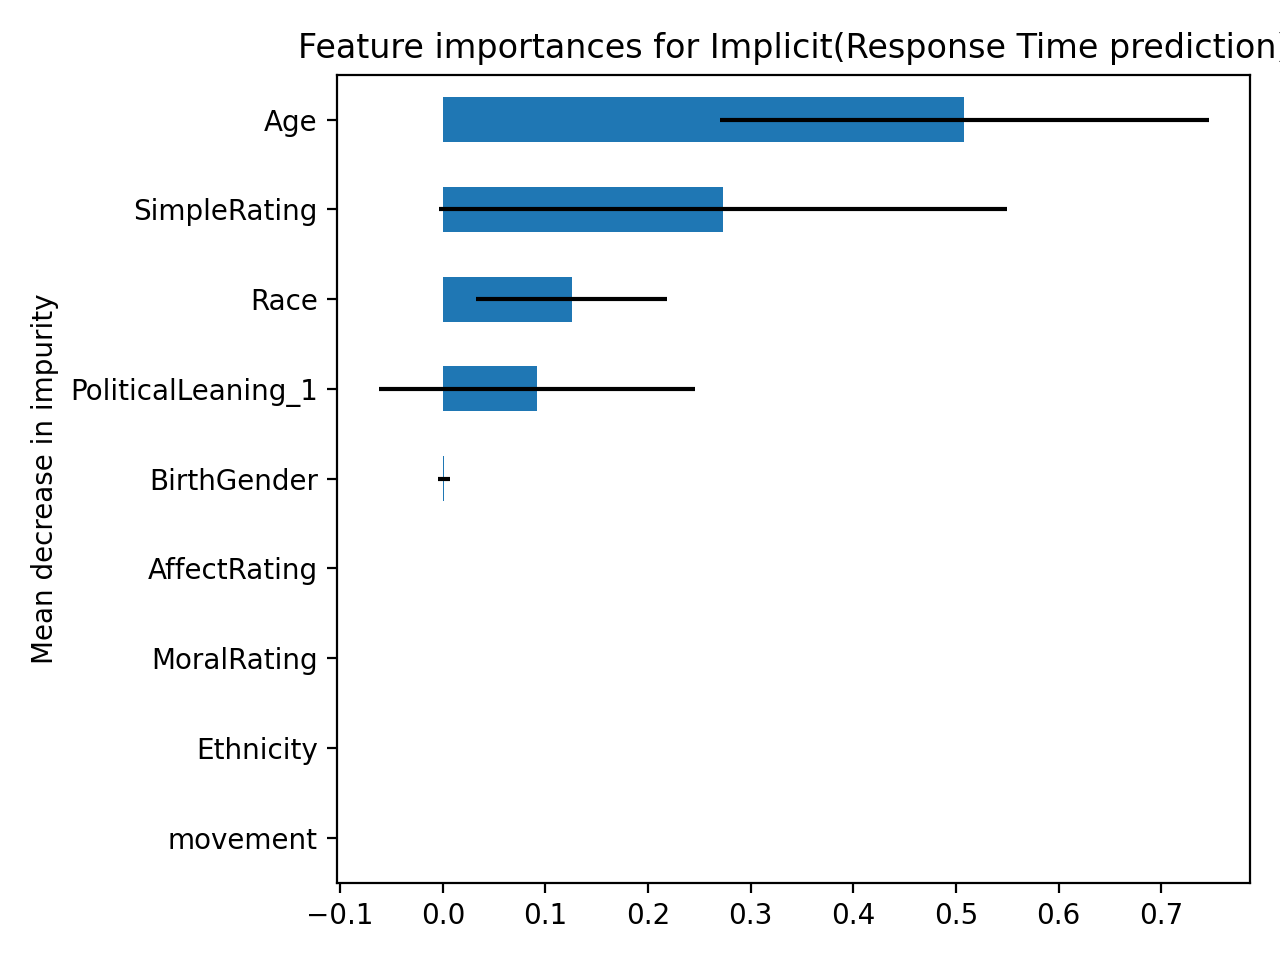 Feature importances for Implicit(Response Time prediction)
Age
SimpleRating
Race
PoliticalLeaning_1
BirthGender
AffectRating
MoralRating
Ethnicity
movement
Mean decrease in impurity
−0.1 0.0 0.1 0.2 0.3 0.4 0.5 0.6 0.7